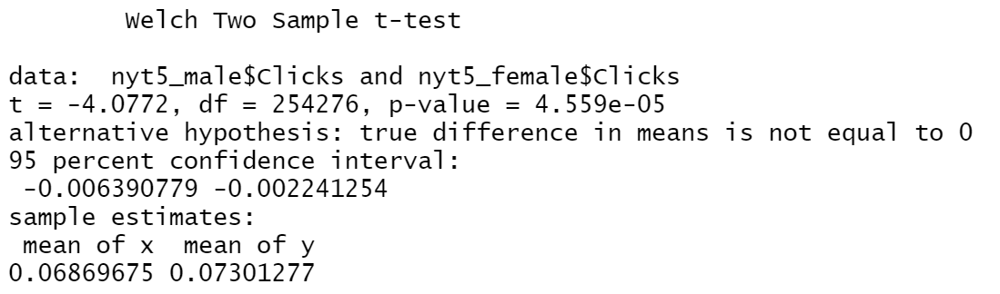 Welch Two Sample t-test
data:  nyt5_male$Clicks and nyt5_female$Clicks
t = -4.0772, df = 254276, p-value = 4.559e-05
alternative hypothesis: true difference in means is not equal to 0
95 percent confidence interval:
 -0.006390779 -0.002241254
sample estimates:
 mean of x  mean of y
0.06869675 0.07301277